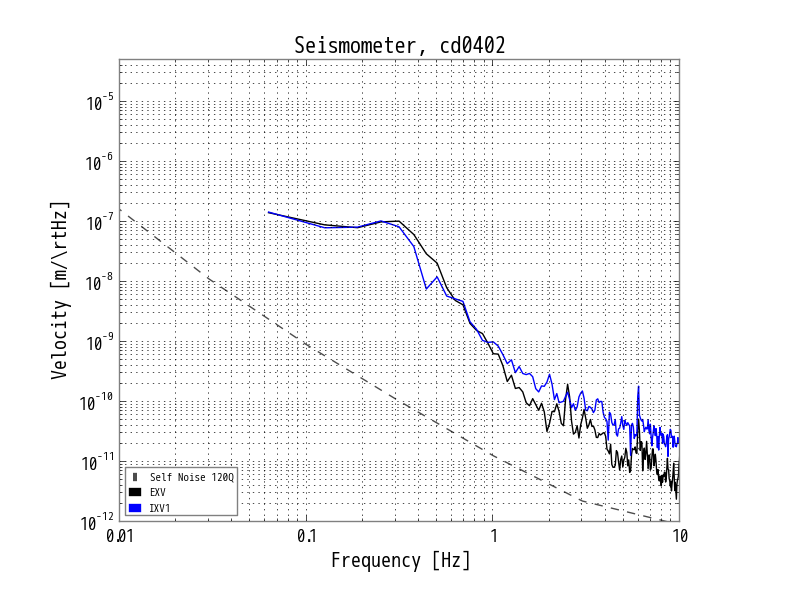 Seismometer, cd0402
Velocity [m/\rtHz]
10^-5
10^-6
10^-7
10^-8
10^-9
10^-10
10^-11
10^-12
Self Noise 120Q
EXV
IXV1
0.01 0.1 1 10
Frequency [Hz]